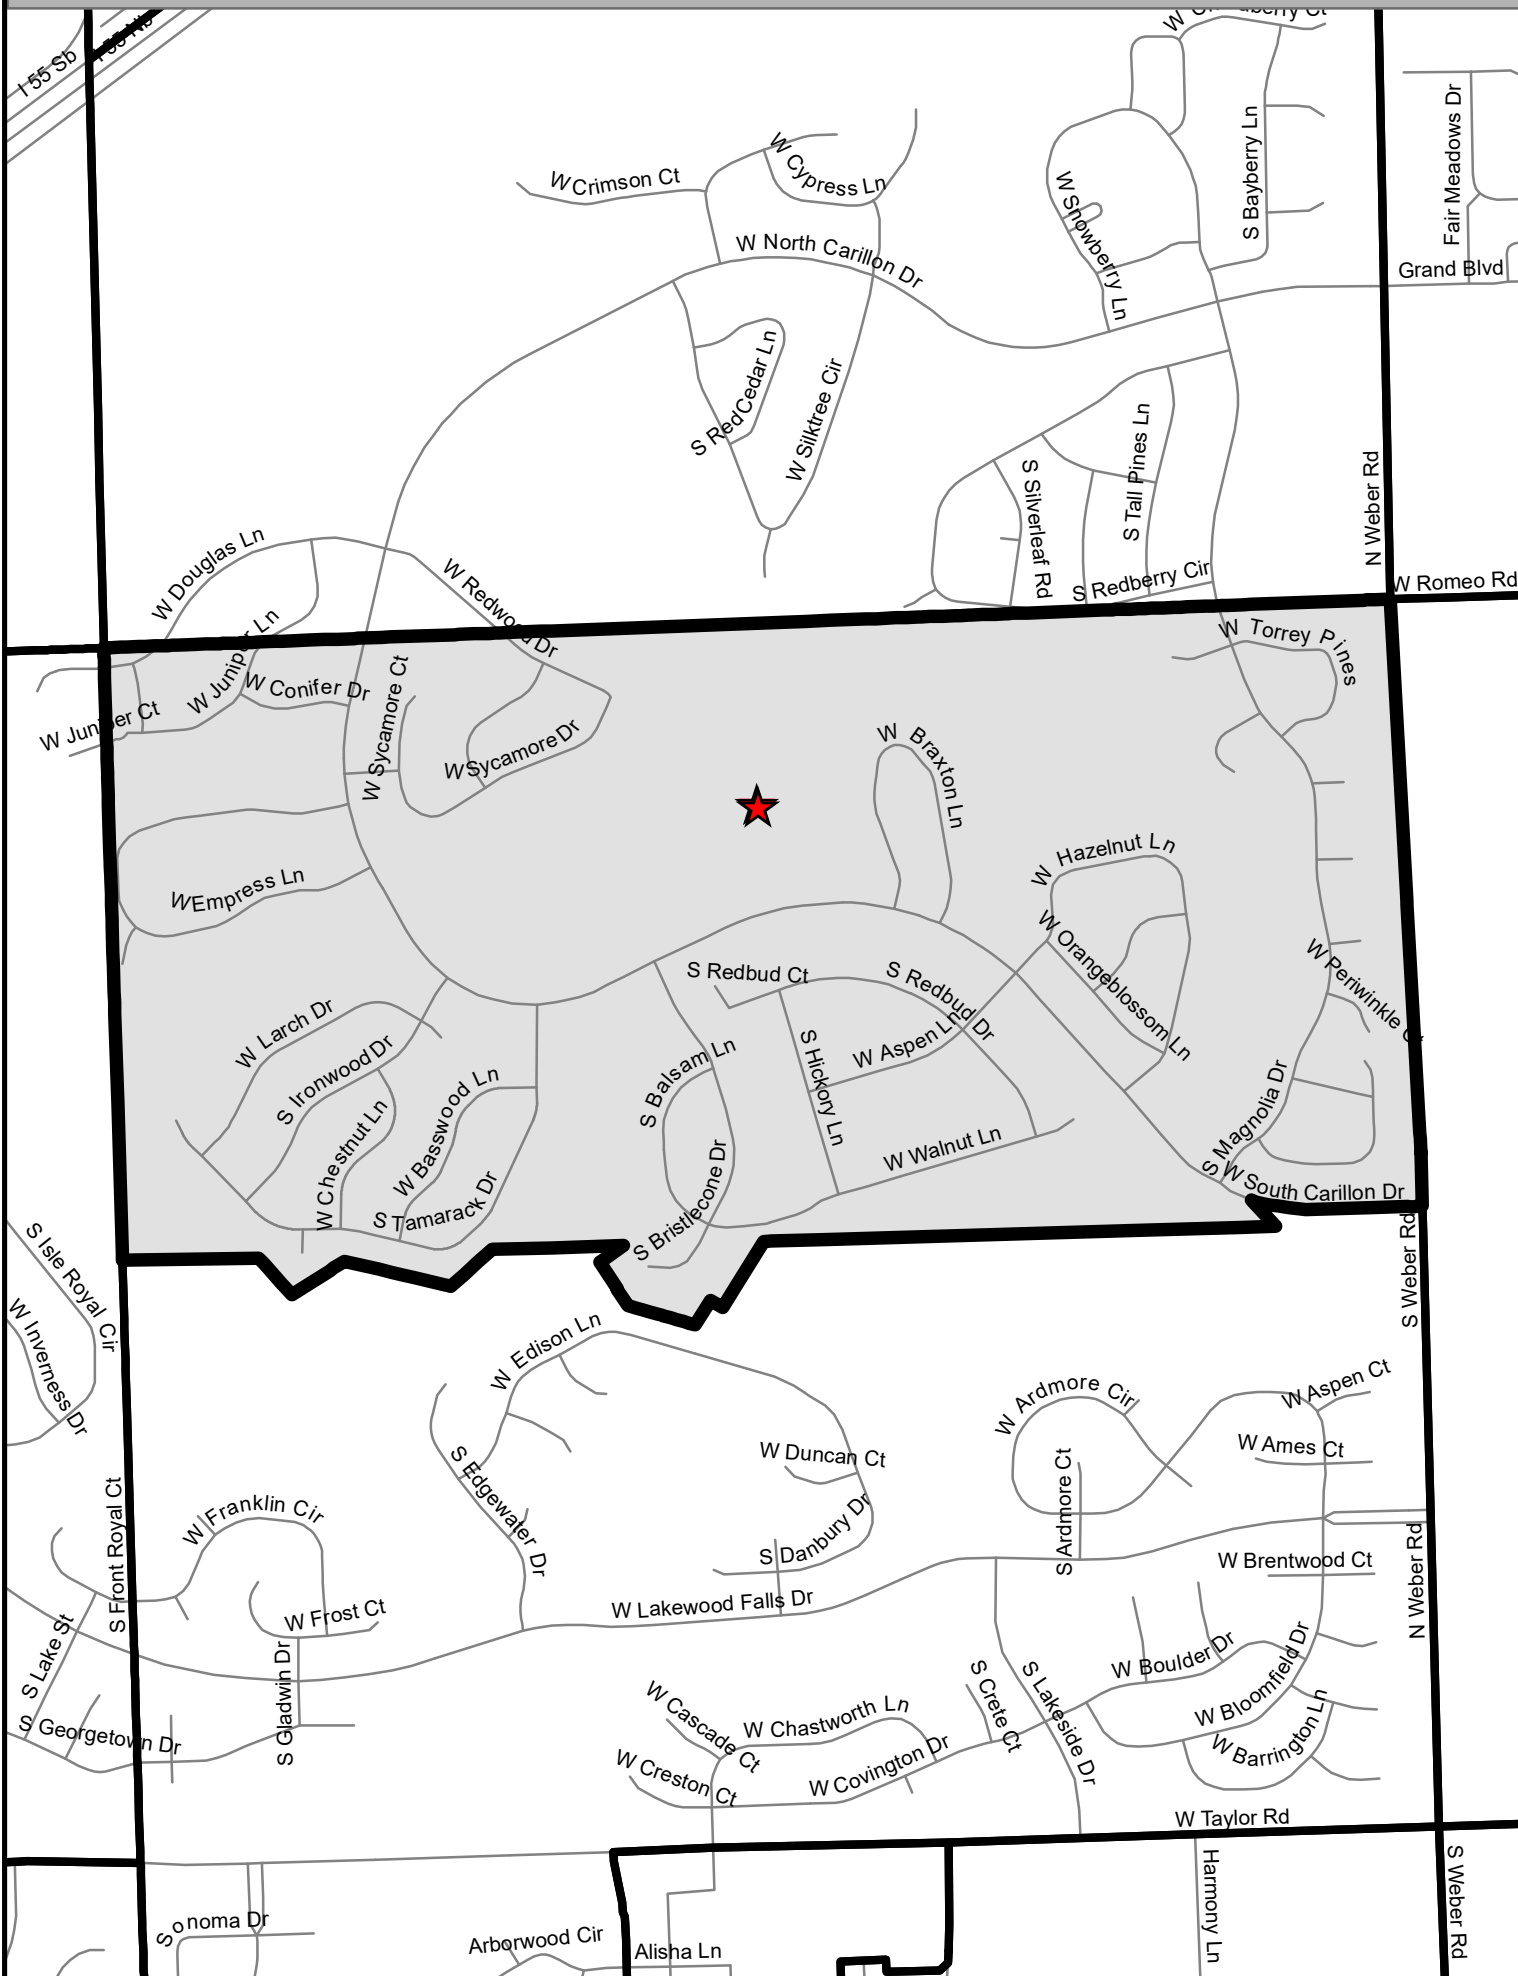 I 55 Sb
I 55 Nb
W Crimson Ct
W Cypress Ln
W North Carillon Dr
W Snowberry Ln
S Bayberry Ln
Fair Meadows Dr
Grand Blvd
S RedCedar Ln
W Silktree Cir
S Silverleaf Rd
S Tall Pines Ln
S Redberry Cir
N Weber Rd
W Romeo Rd
W Douglas Ln
W Juniper Ln
W Redwood Dr
W Torrey Pines
W Juniper Ct
W Conifer Dr
W Sycamore Ct
W Sycamore Dr
W Braxton Ln
W Hazelnut Ln
W Empress Ln
W Orangeblossom Ln
W Periwinkle Ct
S Redbud Ct
S Redbud Dr
W Aspen Ln
S Hickory Ln
W Walnut Ln
S Balsam Ln
S Bristlecone Dr
W Larch Dr
S Ironwood Dr
W Chestnut Ln
W Basswood Ln
S Tamarack Dr
S Magnolia Dr
W South Carillon Dr
S Weber Rd
S Isle Royal Cir
W Inverness Dr
W Edison Ln
S Edgewater Dr
W Duncan Ct
S Danbury Dr
W Ardmore Cir
S Ardmore Ct
W Aspen Ct
W Ames Ct
W Brentwood Ct
N Weber Rd
S Front Royal Ct
W Franklin Cir
W Frost Ct
W Lakewood Falls Dr
S Lake St
S Gladwin Dr
S Georgetown Dr
W Cascade Ct
W Chastworth Ln
W Creston Ct
W Covington Dr
S Crete Ct
S Lakeside Dr
W Boulder Dr
W Bloomfield Dr
W Barrington Ln
W Taylor Rd
Sonoma Dr
Arborwood Cir
Alisha Ln
Harmony Ln
S Weber Rd